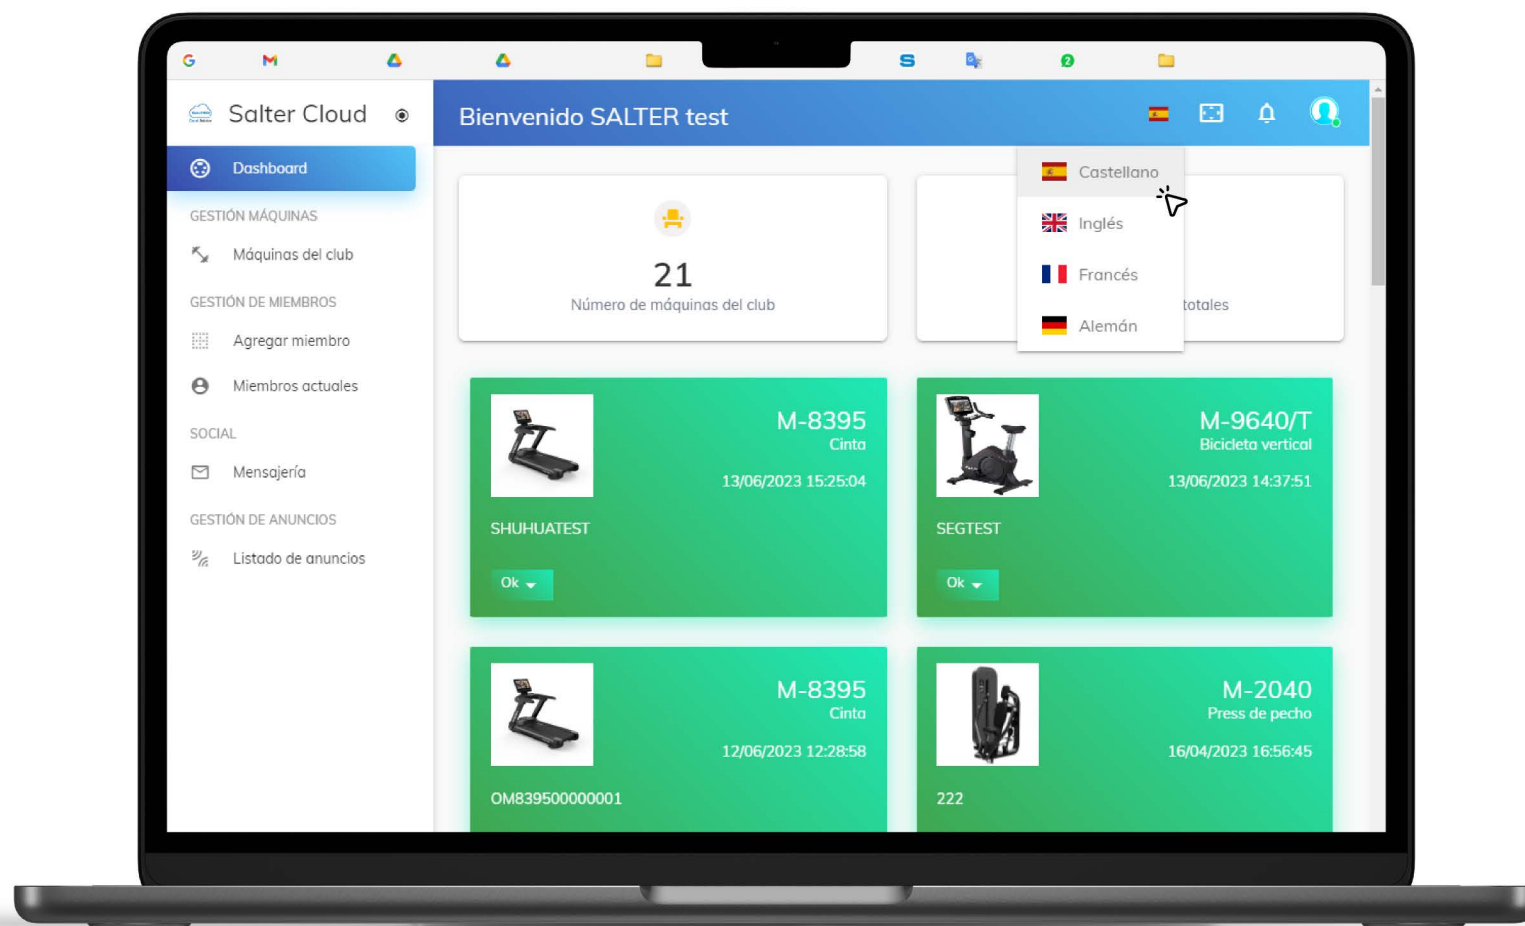 Salter Cloud
Bienvenido SALTER test
Dashboard
GESTIÓN MÁQUINAS
Máquinas del club
GESTIÓN DE MIEMBROS
Agregar miembro
Miembros actuales
SOCIAL
Mensajería
GESTIÓN DE ANUNCIOS
Listado de anuncios
Castellano
Inglés
Francés
Alemán
21
Número de máquinas del club
totales
M-8395
Cinta
13/06/2023 15:25:04
SHUHUATEST
Ok
M-9640/T
Bicicleta vertical
13/06/2023 14:37:51
SEGTEST
Ok
M-8395
Cinta
12/06/2023 12:28:58
OM839500000001
M-2040
Press de pecho
16/04/2023 16:56:45
222